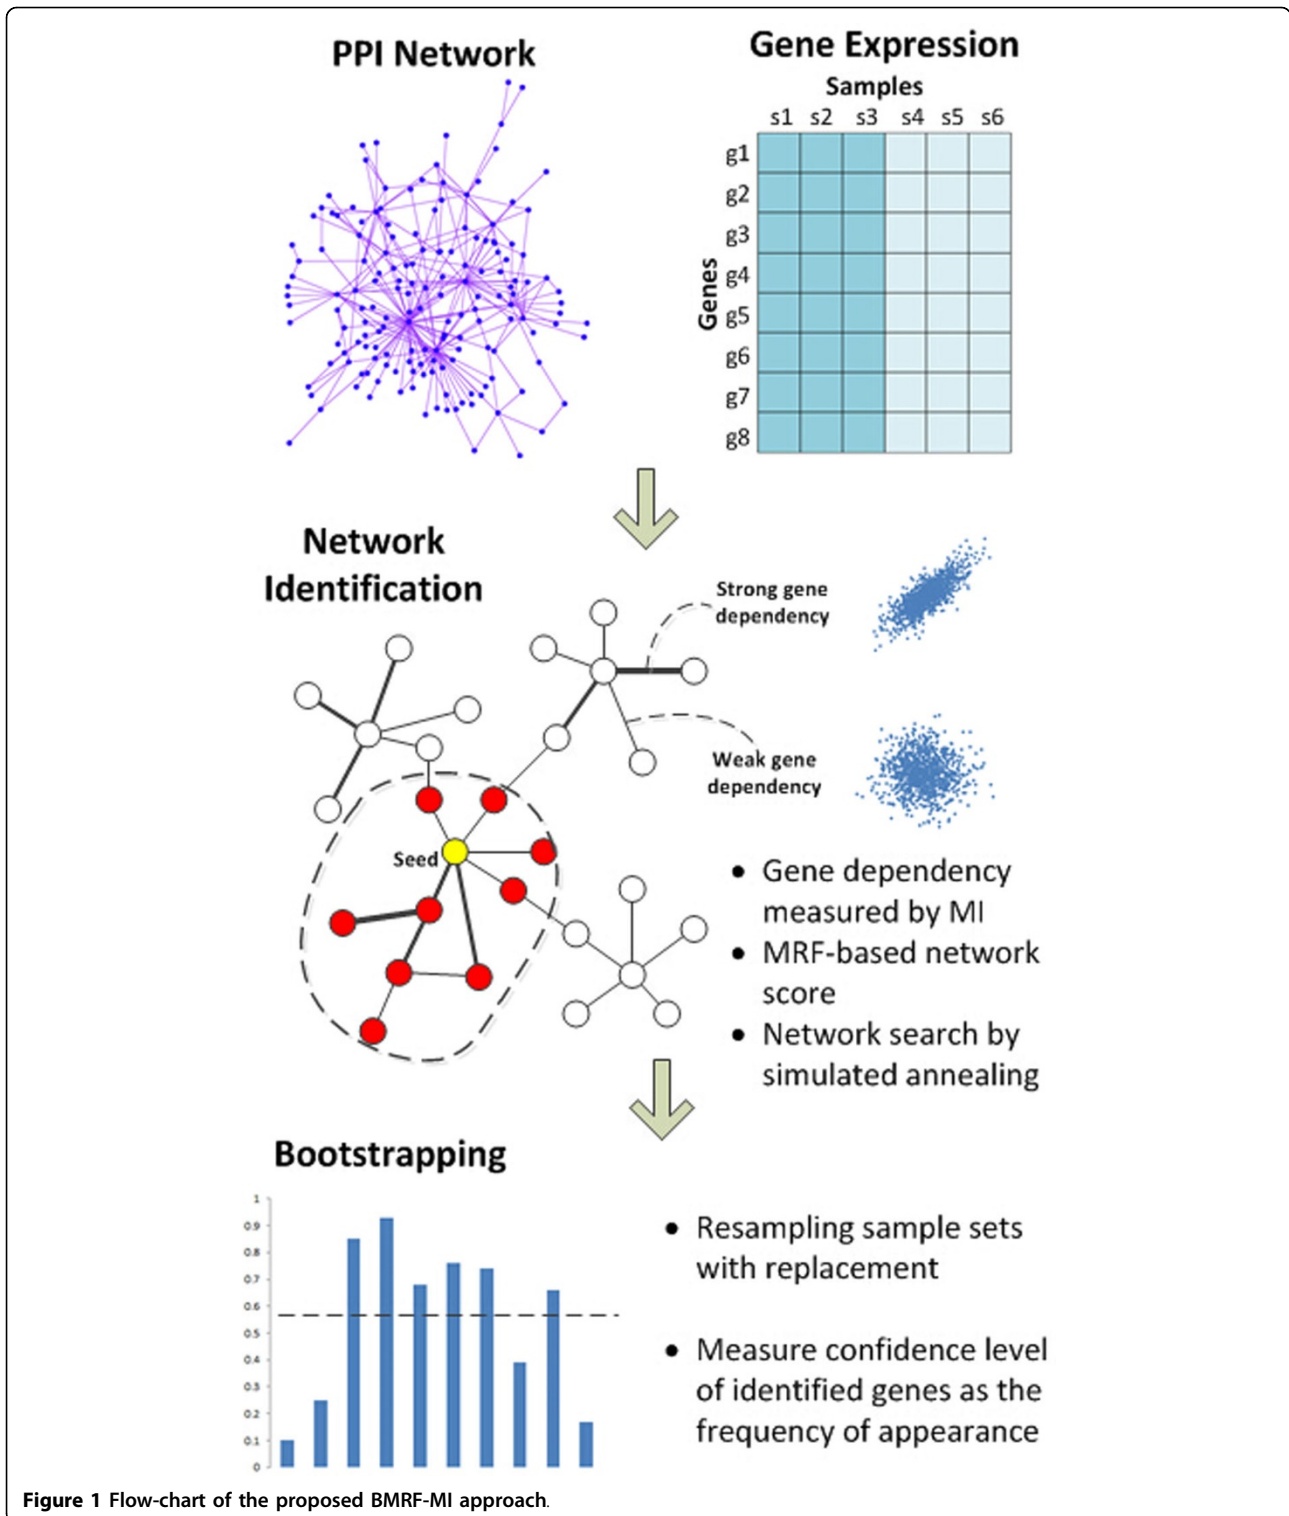 PPI Network
Gene Expression
Samples
s1 s2 s3 s4 s5 s6
Genes
g1
g2
g3
g4
g5
g6
g7
g8
Network
Identification
Strong gene
dependency
Weak gene
dependency
Seed
• Gene dependency
measured by MI
• MRF-based network
score
• Network search by
simulated annealing
Bootstrapping
1
0.9
0.8
0.7
0.6
0.5
0.4
0.3
0.2
0.1
0
• Resampling sample sets
with replacement
• Measure confidence level
of identified genes as the
frequency of appearance
Figure 1 Flow-chart of the proposed BMRF-MI approach.